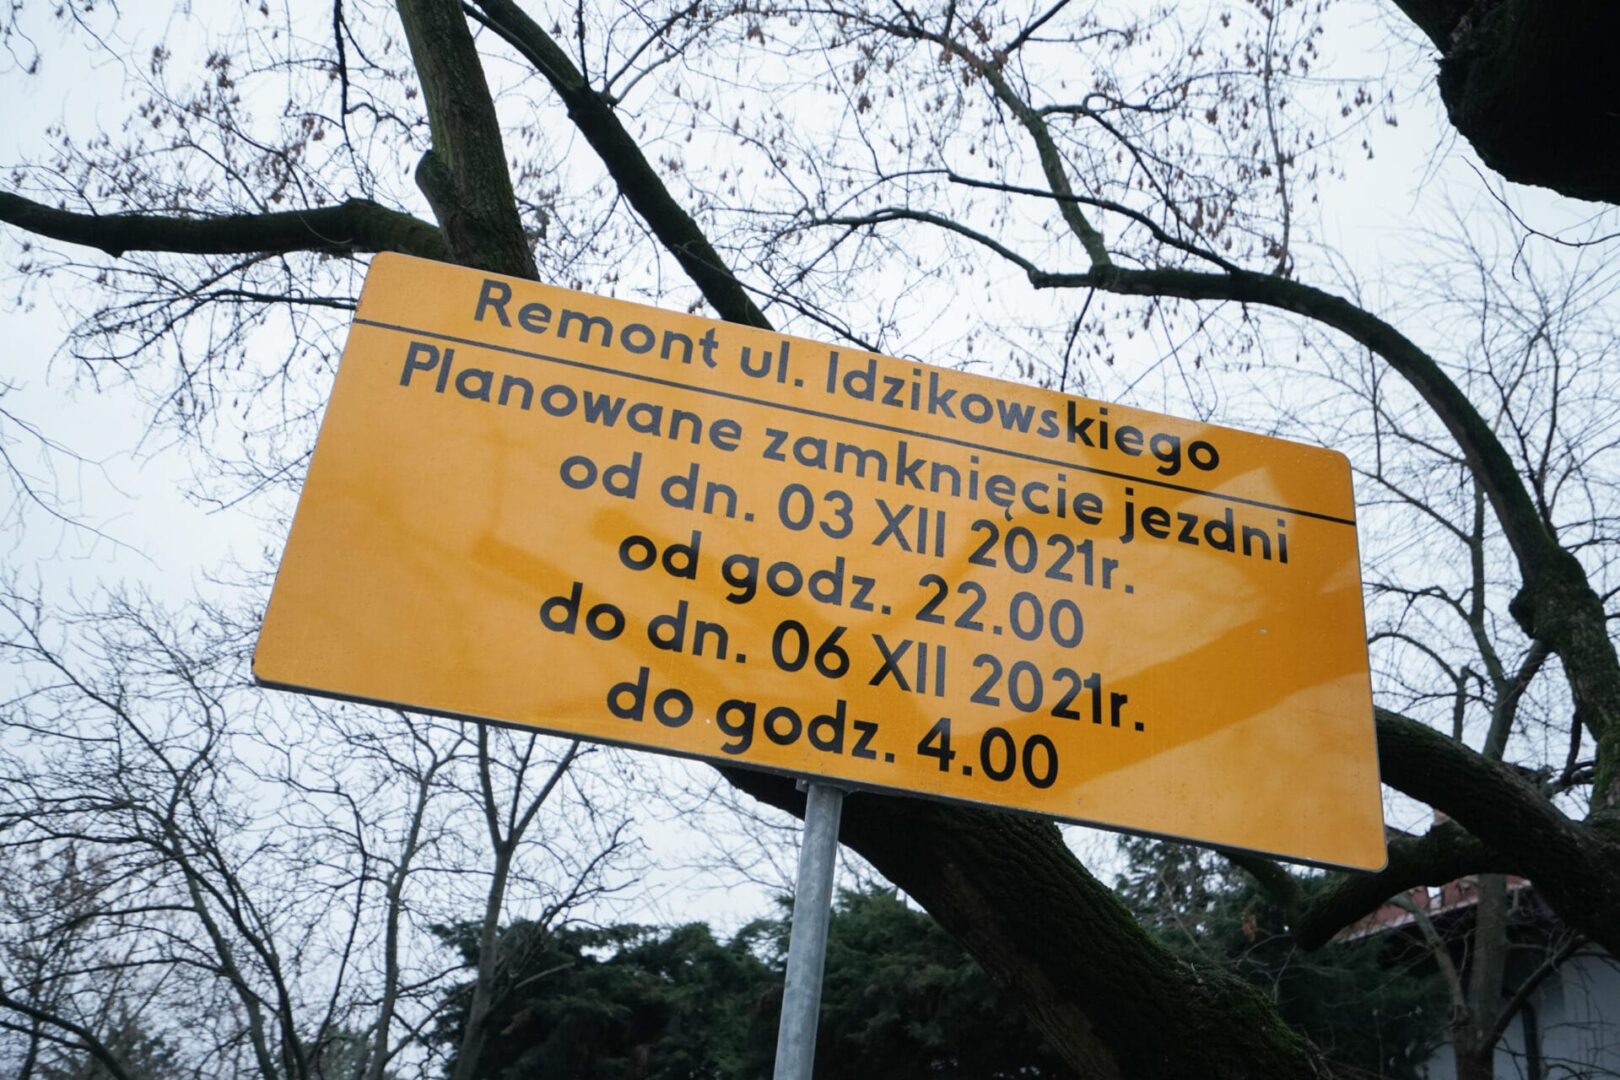 Remont ul. Idzikowskiego
Planowane zamknięcie jezdni
od dn. 03 XII 2021r.
od godz. 22.00
do dn. 06 XII 2021r.
do godz. 4.00